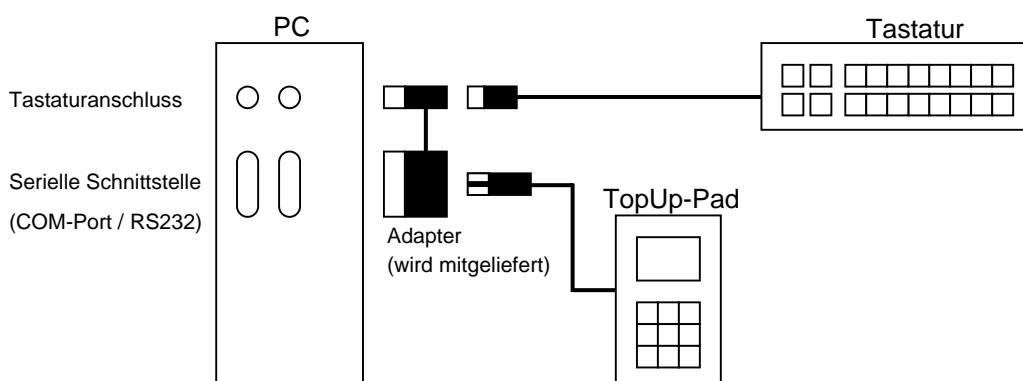 PC
Tastatur
Tastaturanschluss
Serielle Schnittstelle
(COM-Port / RS232)
TopUp-Pad
Adapter
(wird mitgeliefert)